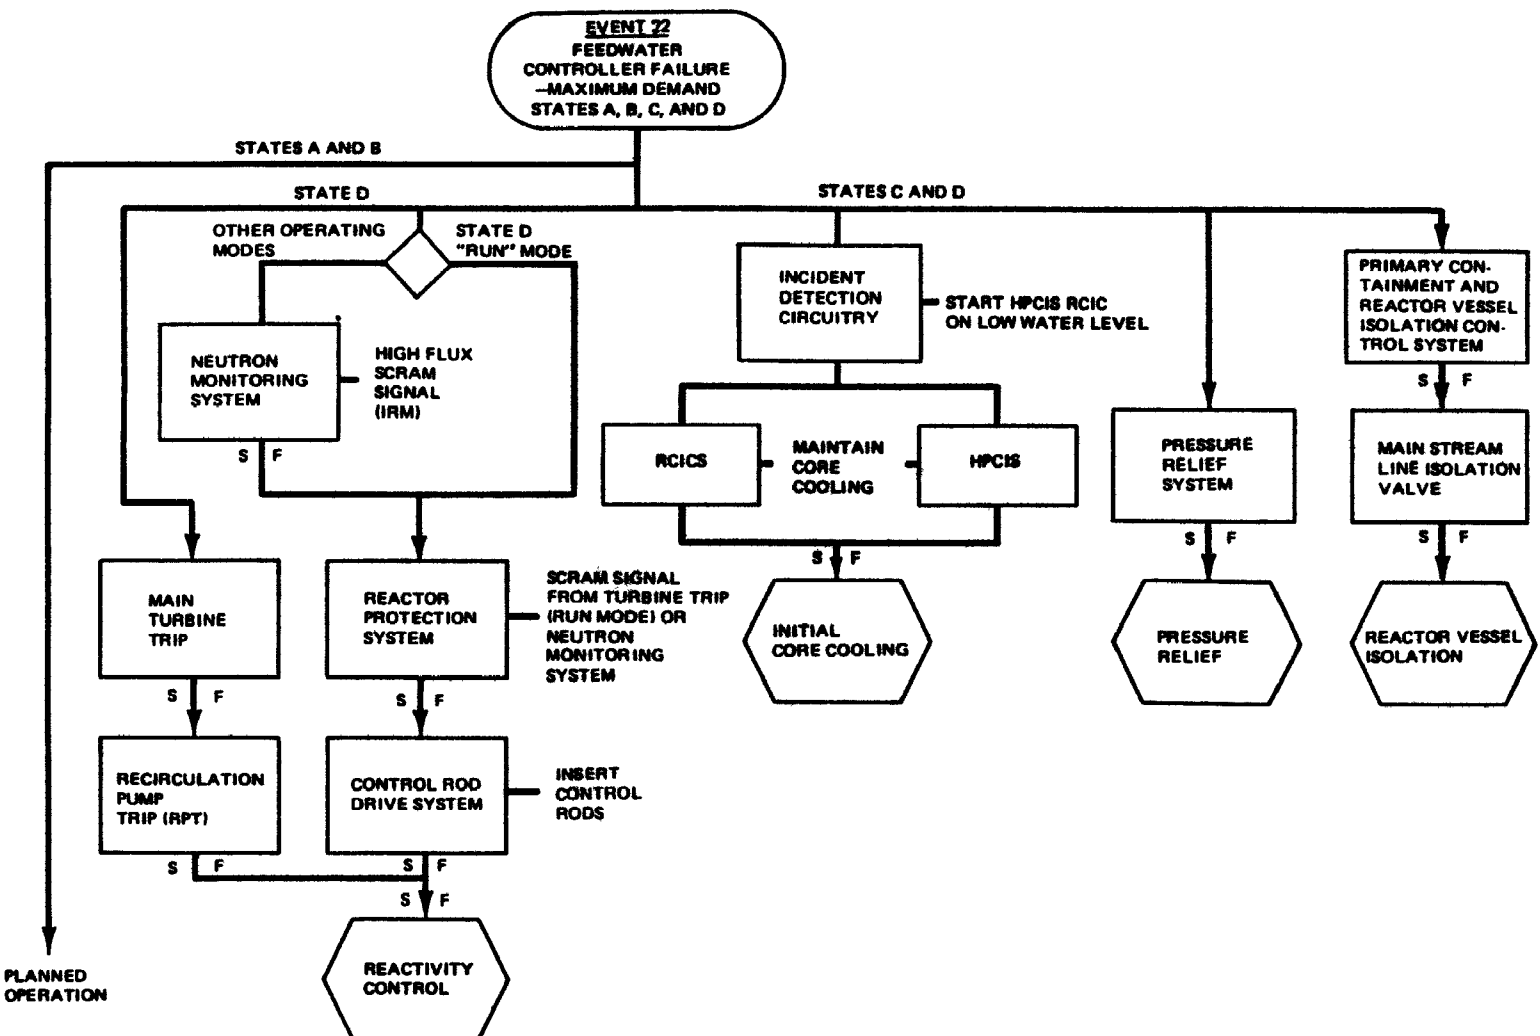 EVENT 22
FEEDWATER
CONTROLLER FAILURE
—MAXIMUM DEMAND
STATES A, B, C, AND D
STATES A AND B
STATE D
STATES C AND D
OTHER OPERATING
MODES
STATE D
"RUN" MODE
NEUTRON
MONITORING
SYSTEM
HIGH FLUX
SCRAM
SIGNAL
(IRM)
S F
INCIDENT
DETECTION
CIRCUITRY
START HPCIS RCIC
ON LOW WATER LEVEL
PRIMARY CON-
TAINMENT AND
REACTOR VESSEL
ISOLATION CON-
TROL SYSTEM
S F
RCICS
MAINTAIN
CORE
COOLING
HPCIS
PRESSURE
RELIEF
SYSTEM
MAIN STREAM
LINE ISOLATION
VALVE
S F
S F
S F
MAIN
TURBINE
TRIP
REACTOR
PROTECTION
SYSTEM
SCRAM SIGNAL
FROM TURBINE TRIP
(RUN MODE) OR
NEUTRON
MONITORING
SYSTEM
INITIAL
CORE COOLING
PRESSURE
RELIEF
REACTOR VESSEL
ISOLATION
S F
S F
RECIRCULATION
PUMP
TRIP (RPT)
CONTROL ROD
DRIVE SYSTEM
INSERT
CONTROL
RODS
S F
S F
S F
REACTIVITY
CONTROL
PLANNED
OPERATION